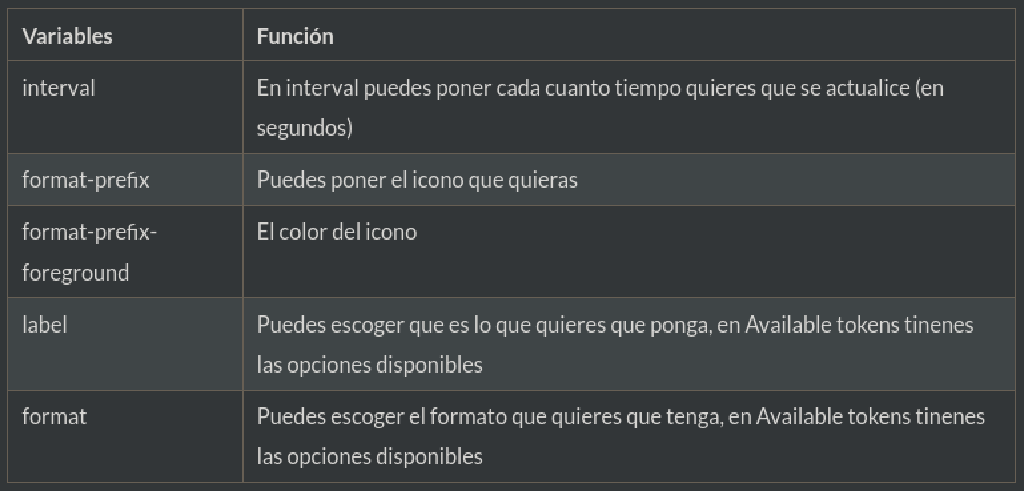 Variables
Función
interval
En interval puedes poner cada cuanto tiempo quieres que se actualice (en
segundos)
format-prefix
Puedes poner el icono que quieras
format-prefix-
foreground
El color del icono
label
Puedes escoger que es lo que quieres que ponga, en Available tokens tinenes
las opciones disponibles
format
Puedes escoger el formato que quieres que tenga, en Available tokens tinenes
las opciones disponibles